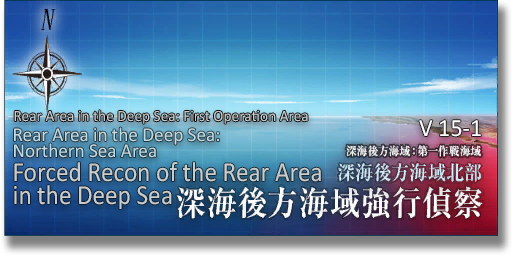 N
Rear Area in the Deep Sea: First Operation Area
Rear Area in the Deep Sea:
Northern Sea Area
Forced Recon of the Rear Area
in the Deep Sea
V 15-1
深海後方海域:第一作戦海域
深海後方海域北部
深海後方海域強行偵察